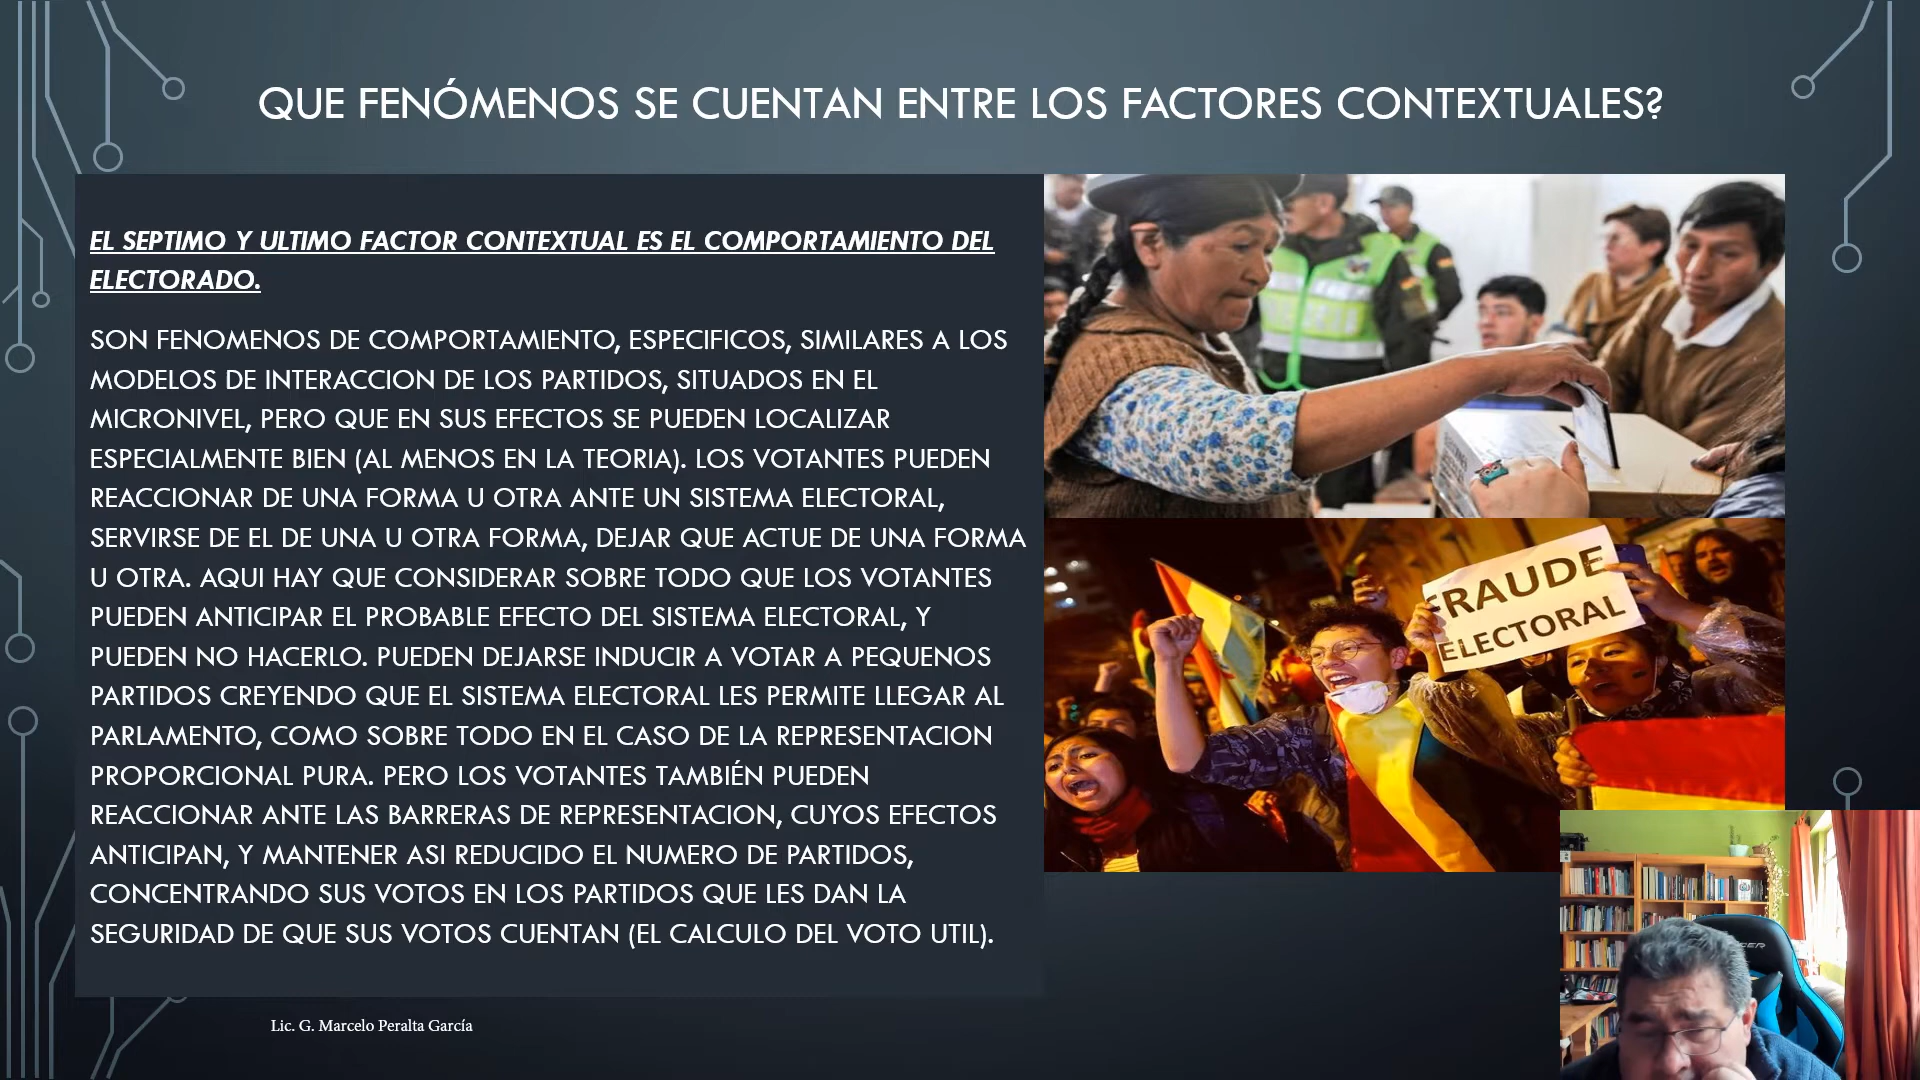 QUE FENÓMENOS SE CUENTAN ENTRE LOS FACTORES CONTEXTUALES?
EL SEPTIMO Y ULTIMO FACTOR CONTEXTUAL ES EL COMPORTAMIENTO DEL
ELECTORADO.
SON FENOMENOS DE COMPORTAMIENTO, ESPECIFICOS, SIMILARES A LOS
MODELOS DE INTERACCION DE LOS PARTIDOS, SITUADOS EN EL
MICRONIVEL, PERO QUE EN SUS EFECTOS SE PUEDEN LOCALIZAR
ESPECIALMENTE BIEN (AL MENOS EN LA TEORIA). LOS VOTANTES PUEDEN
REACCIONAR DE UNA FORMA U OTRA ANTE UN SISTEMA ELECTORAL,
SERVIRSE DE EL DE UNA U OTRA FORMA, DEJAR QUE ACTUE DE UNA FORMA
U OTRA. AQUI HAY QUE CONSIDERAR SOBRE TODO QUE LOS VOTANTES
PUEDEN ANTICIPAR EL PROBABLE EFECTO DEL SISTEMA ELECTORAL, Y
PUEDEN NO HACERLO. PUEDEN DEJARSE INDUCIR A VOTAR A PEQUENOS
PARTIDOS CREYENDO QUE EL SISTEMA ELECTORAL LES PERMITE LLEGAR AL
PARLAMENTO, COMO SOBRE TODO EN EL CASO DE LA REPRESENTACION
PROPORCIONAL PURA. PERO LOS VOTANTES TAMBIÉN PUEDEN
REACCIONAR ANTE LAS BARRERAS DE REPRESENTACION, CUYOS EFECTOS
ANTICIPAN, Y MANTENER ASI REDUCIDO EL NUMERO DE PARTIDOS,
CONCENTRANDO SUS VOTOS EN LOS PARTIDOS QUE LES DAN LA
SEGURIDAD DE QUE SUS VOTOS CUENTAN (EL CALCULO DEL VOTO UTIL).
FRAUDE
ELECTORAL
Lic. G. Marcelo Peralta García